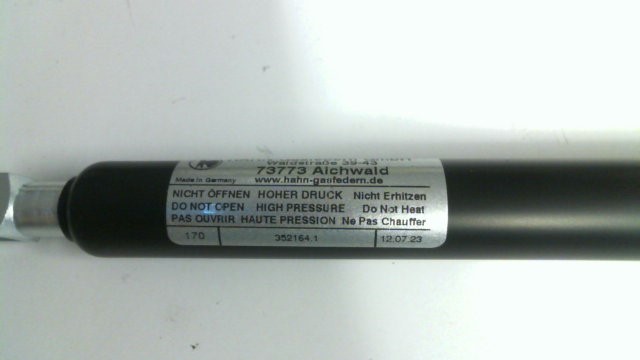 Waldstraße 39-43
73773 Aichwald
Made in Germany www.hahn-gasfedern.de
NICHT ÖFFNEN HOHER DRUCK Nicht Erhitzen
DO NOT OPEN HIGH PRESSURE Do Not Heat
PAS OUVRIR HAUTE PRESSION Ne Pas Chauffer
170 352164.1 12.07.23